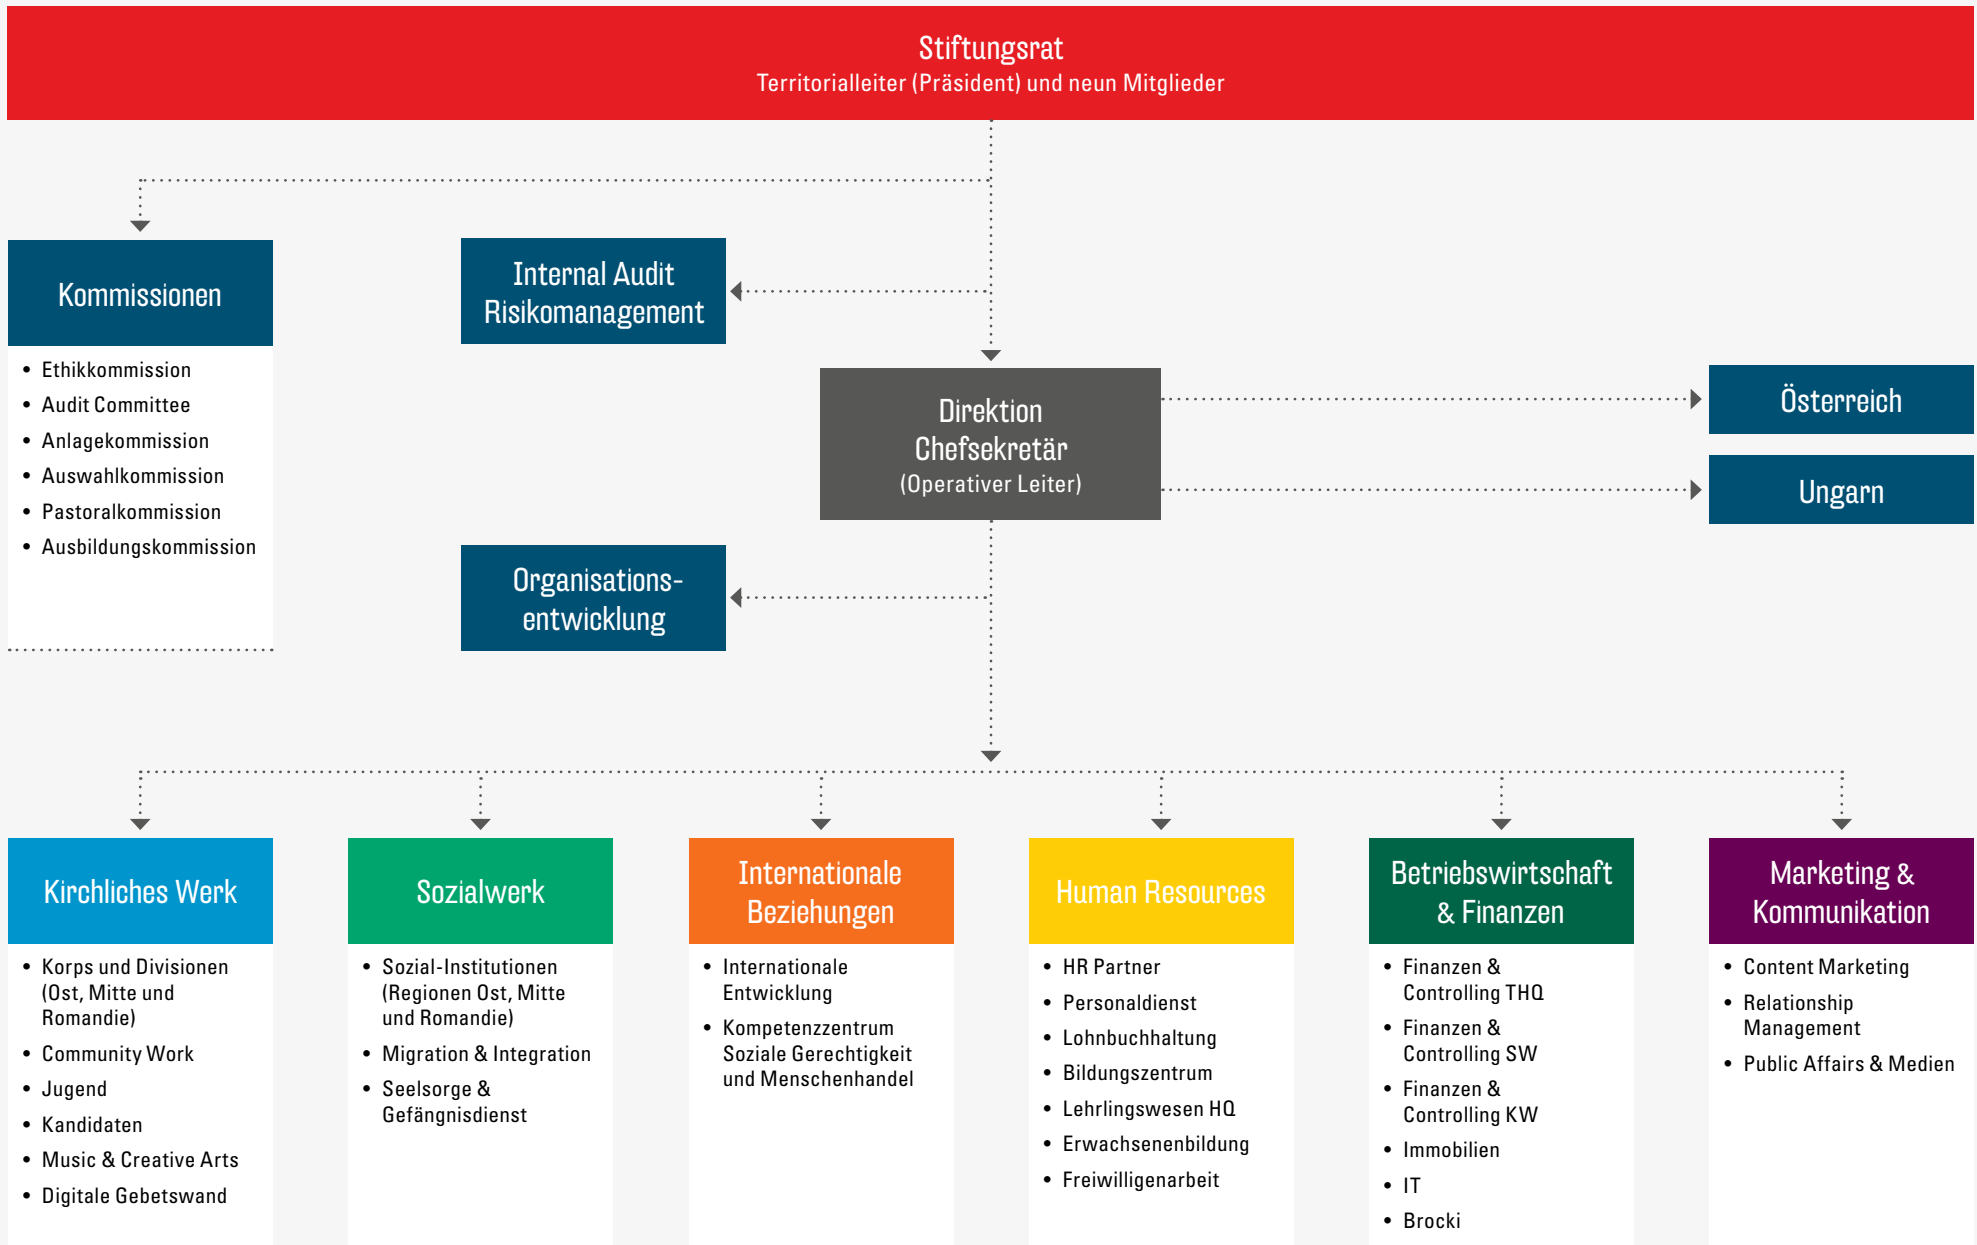 Stiftungsrat
Territorialleiter (Präsident) und neun Mitglieder
Kommissionen
• Ethikkommission
• Audit Committee
• Anlagekommission
• Auswahlkommission
• Pastoralkommission
• Ausbildungskommission
Internal Audit
Risikomanagement
Direktion
Chefsekretär
(Operativer Leiter)
Österreich
Ungarn
Organisations-
entwicklung
Kirchliches Werk
• Korps und Divisionen
(Ost, Mitte und
Romandie)
• Community Work
• Jugend
• Kandidaten
• Music & Creative Arts
• Digitale Gebetswand
Sozialwerk
• Sozial-Institutionen
(Regionen Ost, Mitte
und Romandie)
• Migration & Integration
• Seelsorge &
Gefängnisdienst
Internationale
Beziehungen
• Internationale
Entwicklung
• Kompetenzzentrum
Soziale Gerechtigkeit
und Menschenhandel
Human Resources
• HR Partner
• Personaldienst
• Lohnbuchhaltung
• Bildungszentrum
• Lehrlingswesen HQ
• Erwachsenenbildung
• Freiwilligenarbeit
Betriebswirtschaft
& Finanzen
• Finanzen &
Controlling THQ
• Finanzen &
Controlling SW
• Finanzen &
Controlling KW
• Immobilien
• IT
• Brocki
Marketing &
Kommunikation
• Content Marketing
• Relationship
Management
• Public Affairs & Medien